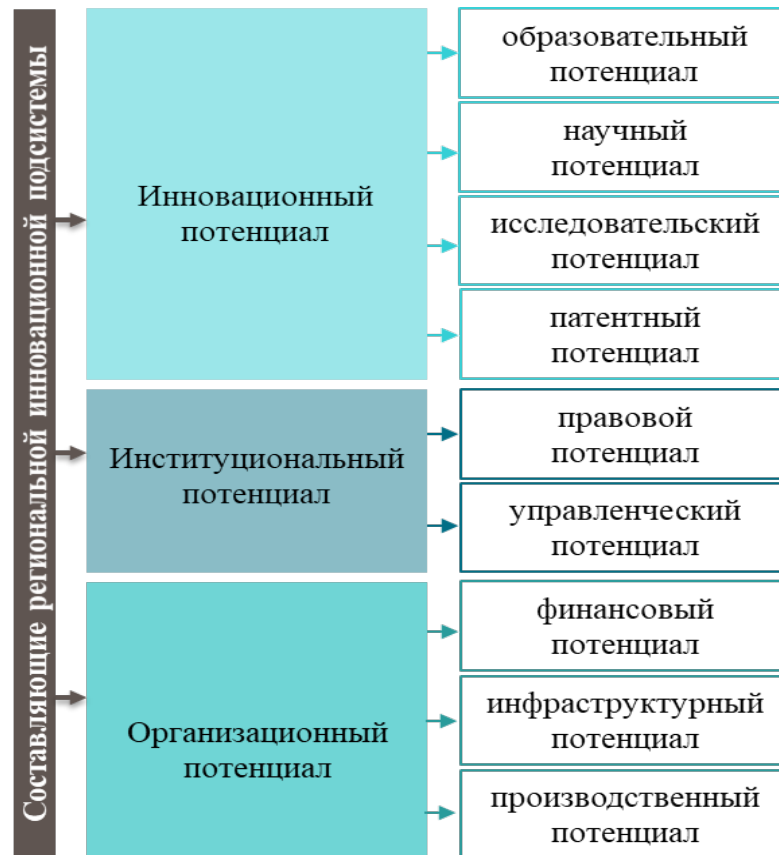 Составляющие региональной инновационной подсистемы
Инновационный
потенциал
образовательный
потенциал
научный
потенциал
исследовательский
потенциал
патентный
потенциал
Институциональный
потенциал
правовой
потенциал
управленческий
потенциал
Организационный
потенциал
финансовый
потенциал
инфраструктурный
потенциал
производственный
потенциал